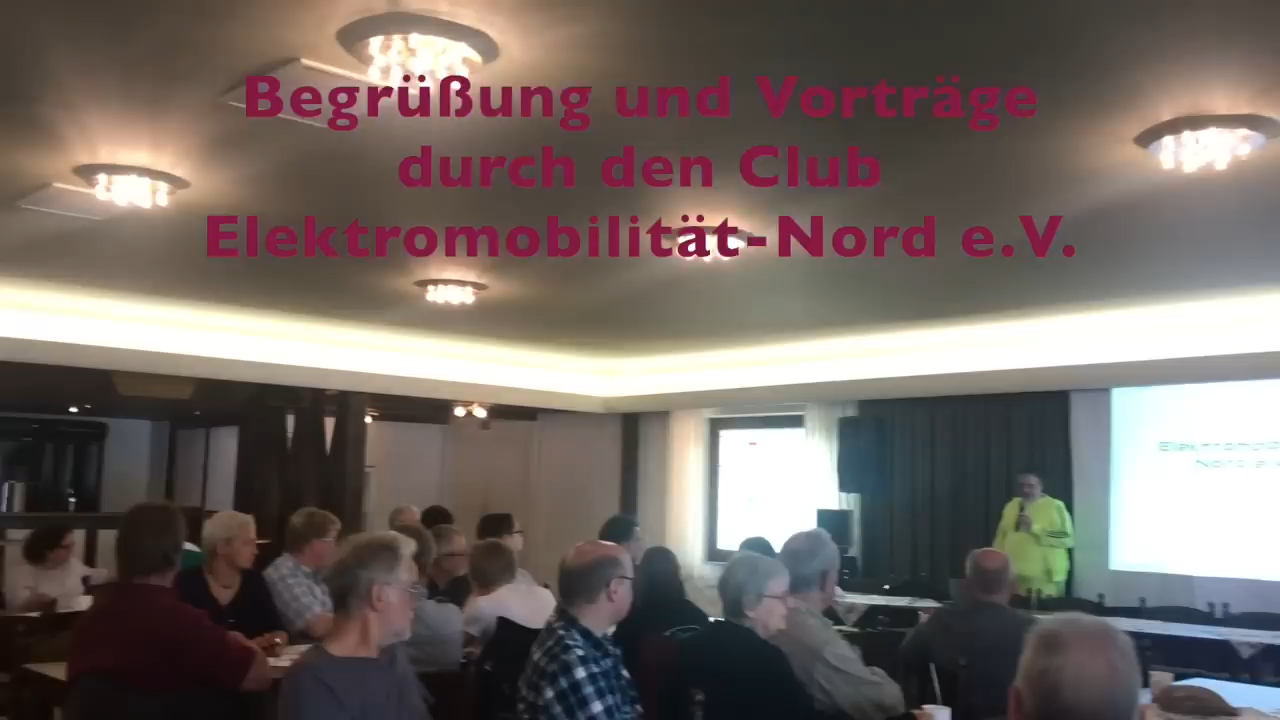 Begrüßung und Vorträge
durch den Club
Elektromobilität-Nord e.V.